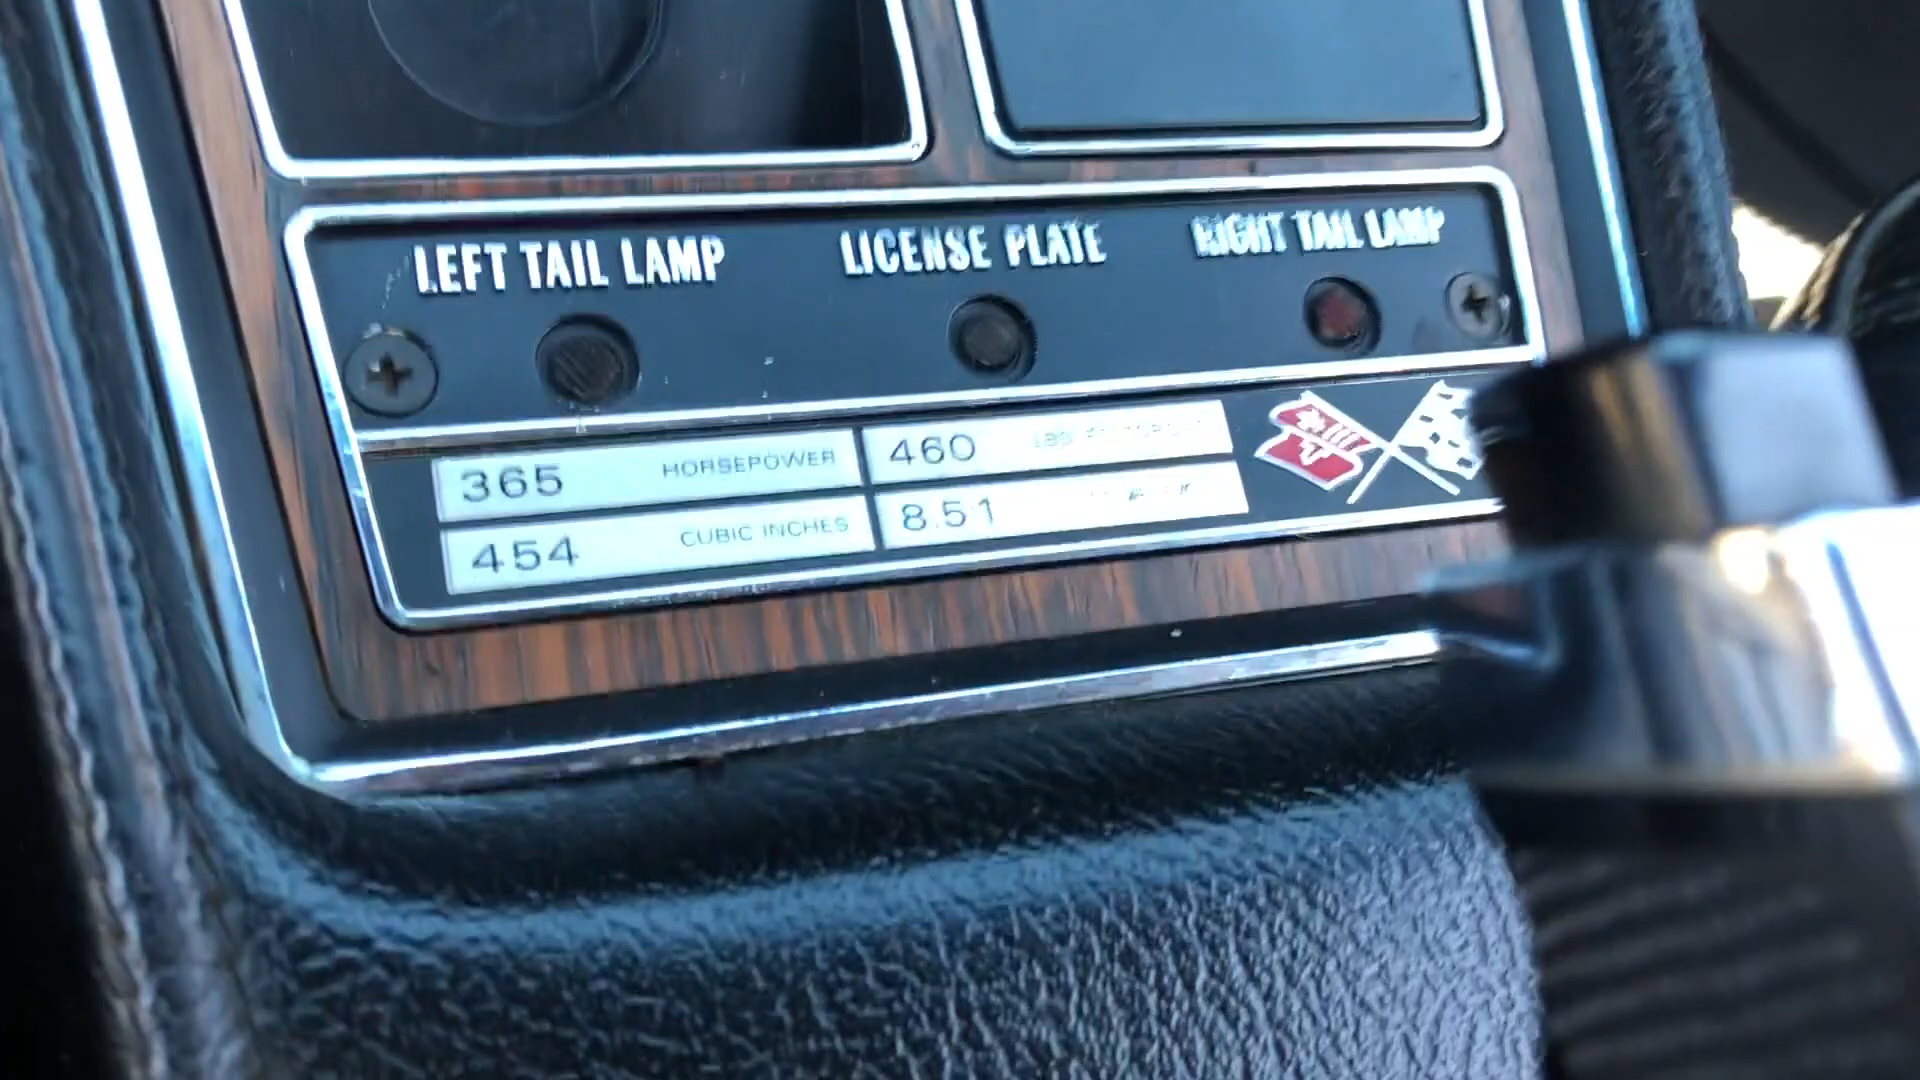 LEFT TAIL LAMP LICENSE PLATE RIGHT TAIL LAMP
365 HORSEPOWER 460
454 CUBIC INCHES 8.51